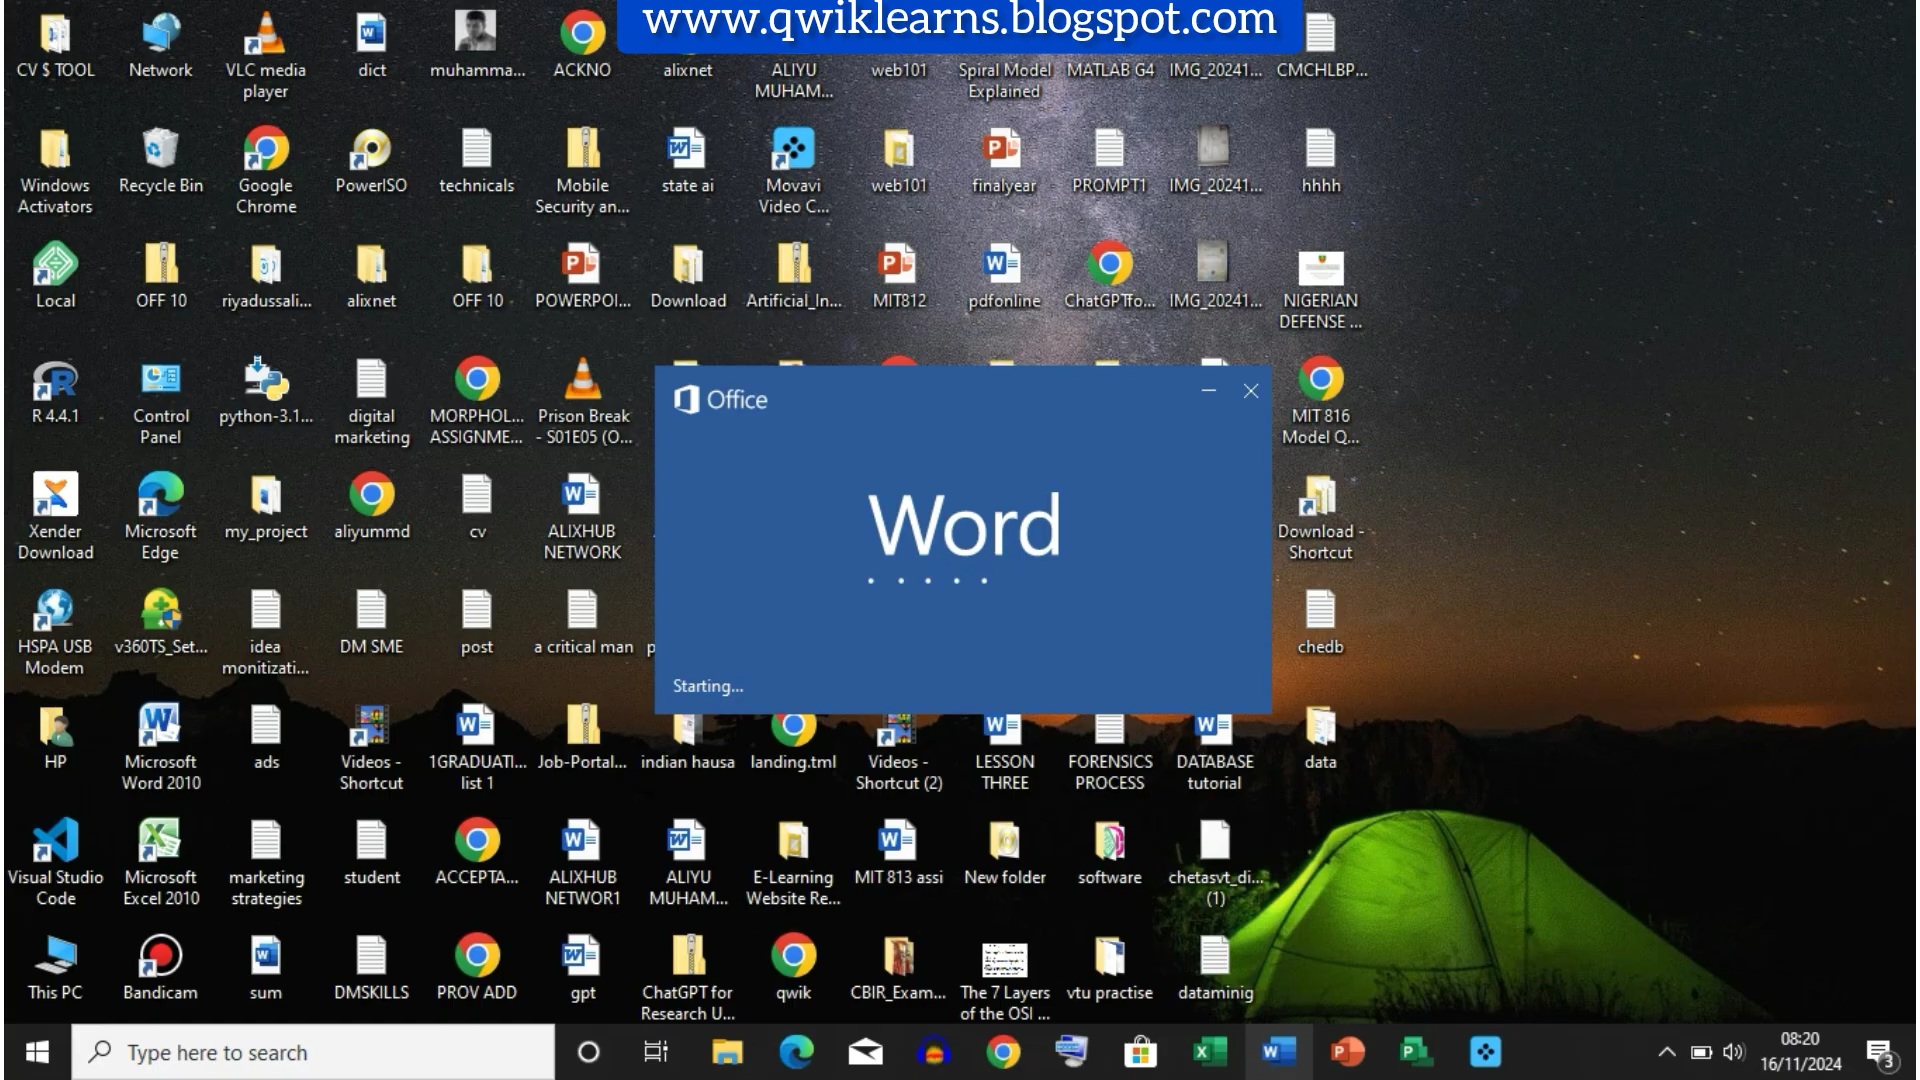 www.qwiklearns.blogspot.com
CV $ TOOL
Network
VLC media
player
dict
muhamma...
ACKNO
alixnet
ALIYU
MUHAM...
web101
Spiral Model
Explained
MATLAB G4
IMG_20241...
CMCHLBP...
Windows
Activators
Recycle Bin
Google
Chrome
PowerISO
technicals
Mobile
Security an...
state ai
Movavi
Video C...
web101
finalyear
PROMPT1
IMG_20241...
hhhh
Local
OFF 10
riyadussali...
alixnet
OFF 10
POWERPOI...
Download
Artificial_In...
MIT812
pdfonline
ChatGPTfo...
IMG_20241...
NIGERIAN
DEFENSE ...
R 4.4.1
Control
Panel
python-3.1...
digital
marketing
MORPHOL...
ASSIGNME...
Prison Break
- S01E05 (O...
MIT 816
Model Q...
Office
Word
Starting...
Xender
Download
Microsoft
Edge
my_project
aliyummd
cv
ALIXHUB
NETWORK
Download -
Shortcut
HSPA USB
Modem
v360TS_Set...
idea
monitizati...
DM SME
post
a critical man
chedb
HP
Microsoft
Word 2010
ads
Videos -
Shortcut
1GRADUATI...
list 1
Job-Portal...
indian hausa
landing.tml
Videos -
Shortcut (2)
LESSON
THREE
FORENSICS
PROCESS
DATABASE
tutorial
data
Visual Studio
Code
Microsoft
Excel 2010
marketing
strategies
student
ACCEPTA...
ALIXHUB
NETWOR1
ALIYU
MUHAM...
E-Learning
Website Re...
MIT 813 assi
New folder
software
chetasvt_di...
(1)
This PC
Bandicam
sum
DMSKILLS
PROV ADD
gpt
ChatGPT for
Research U...
qwik
CBIR_Exam...
The 7 Layers
of the OSI ...
vtu practise
dataminig
Type here to search
08:20
16/11/2024
3